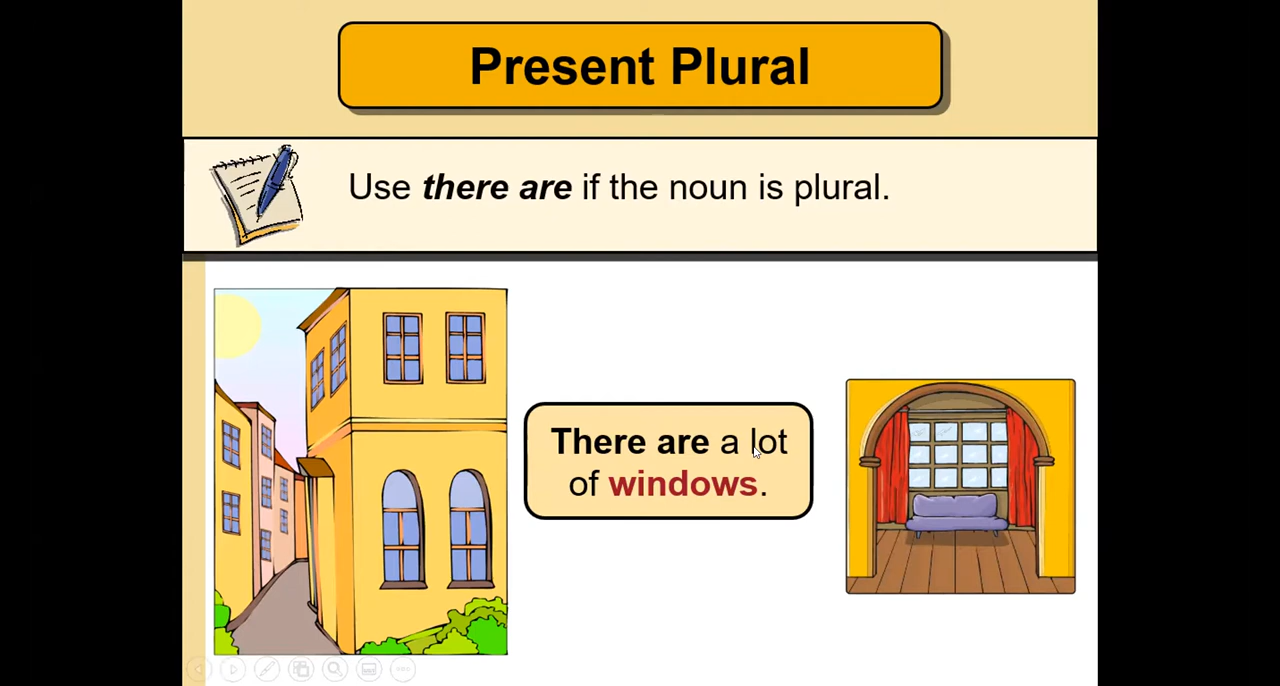 Present Plural
Use there are if the noun is plural.
There are a lot
of windows.